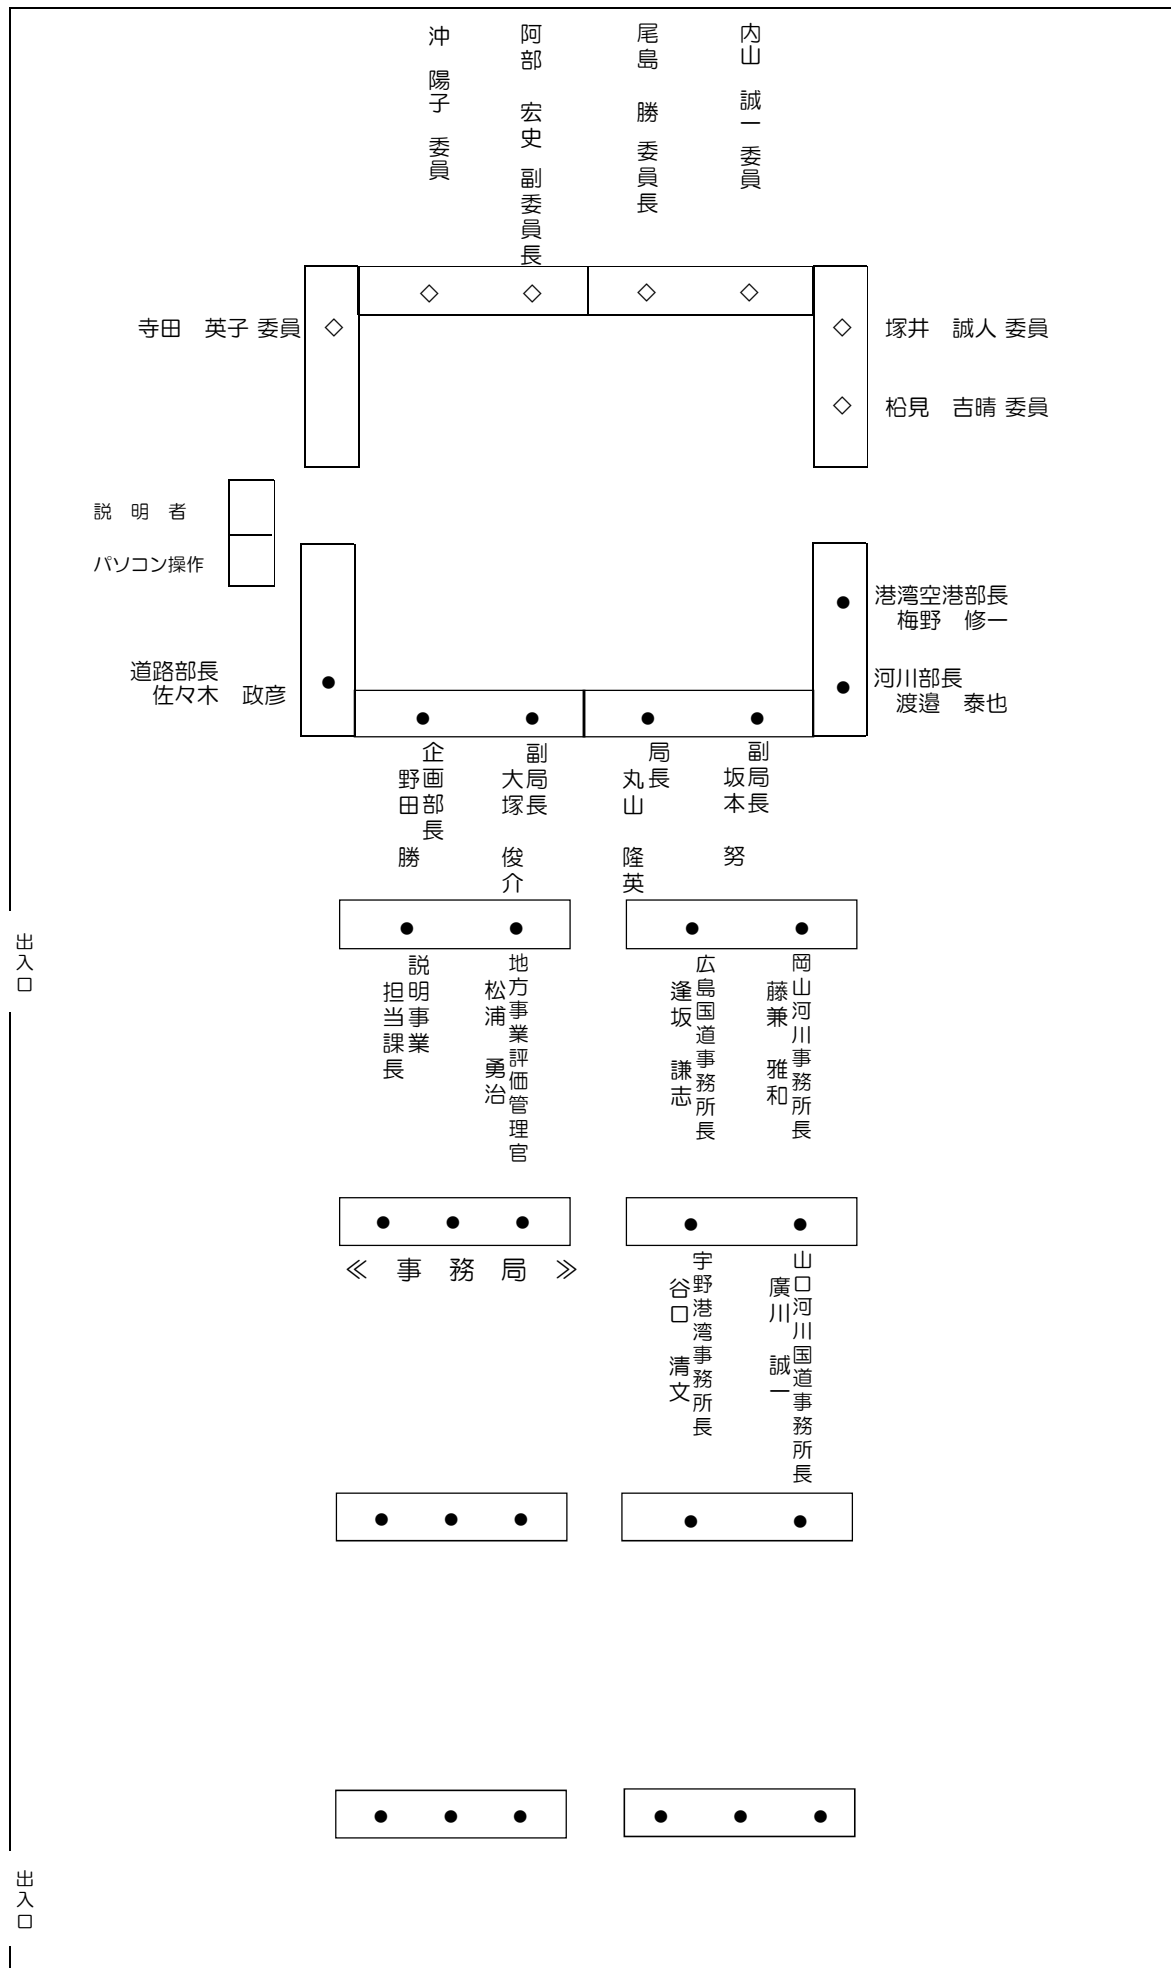 沖　陽子　委員
阿部　宏史　副委員長
尾島　勝　委員長
内山　誠一　委員
寺田　英子 委員
塚井　誠人 委員
松見　吉晴 委員
説　明　者
パソコン操作
港湾空港部長
梅野　修一
道路部長
佐々木　政彦
河川部長
渡邉　泰也
企画部長
野田　勝
副局長
大塚　俊介
局長
丸山　隆英
副局長
坂本　努
出入口
説明事業
担当課長
地方事業評価管理官
松浦　勇治
広島国道事務所長
逢坂　謙志
岡山河川事務所長
藤兼　雅和
≪　事　務　局　≫
宇野港湾事務所長
谷口　清文
山口河川国道事務所長
廣川　誠一
出入口